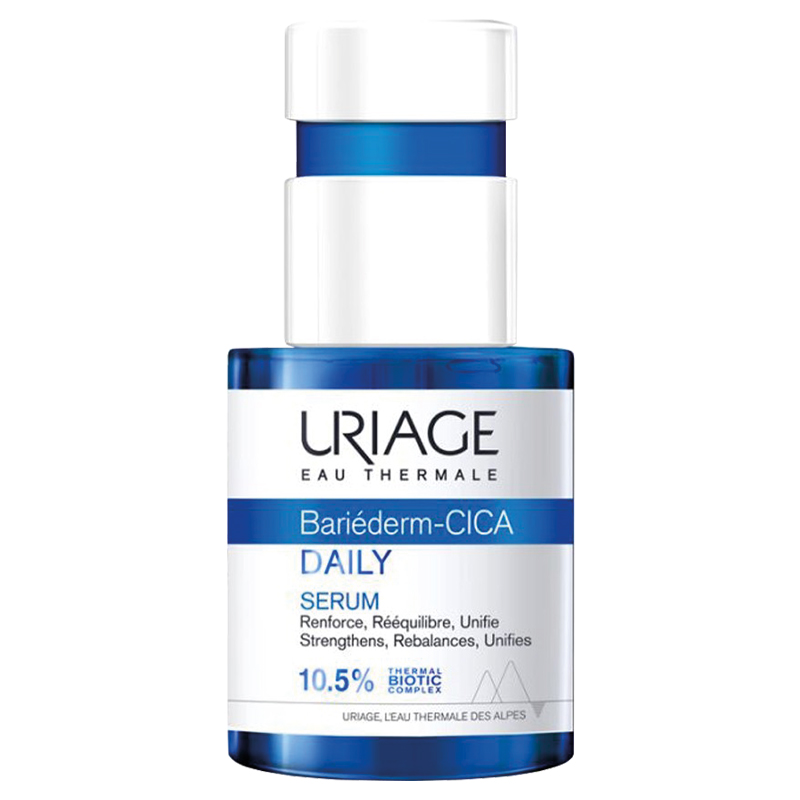 URIAGE
EAU THERMALE
Bariéderm-CICA
DAILY
SERUM
Renforce, Rééquilibre, Unifie
Strengthens, Rebalances, Unifies
10.5% THERMAL
BIOTIC
COMPLEX
URIAGE, L'EAU THERMALE DES ALPES